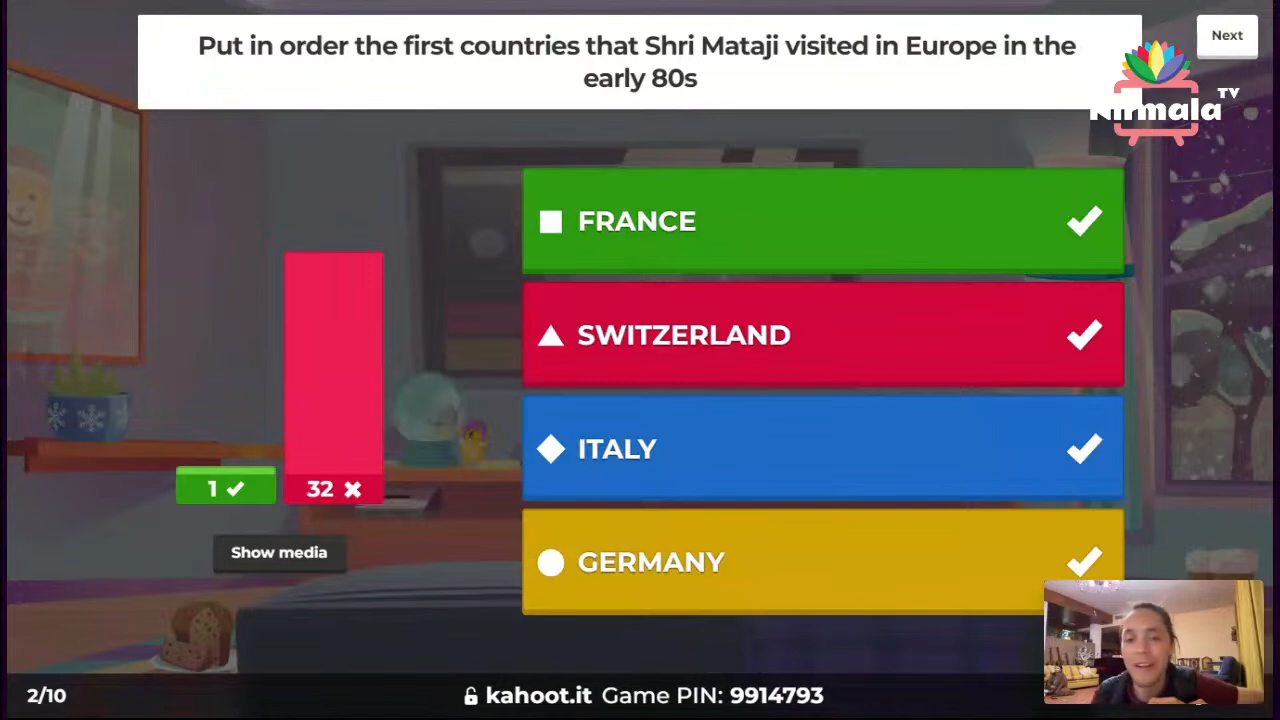 Put in order the first countries that Shri Mataji visited in Europe in the
early 80s
Next
Nirmala TV
FRANCE
SWITZERLAND
ITALY
GERMANY
1
32
Show media
2/10
kahoot.it Game PIN: 9914793